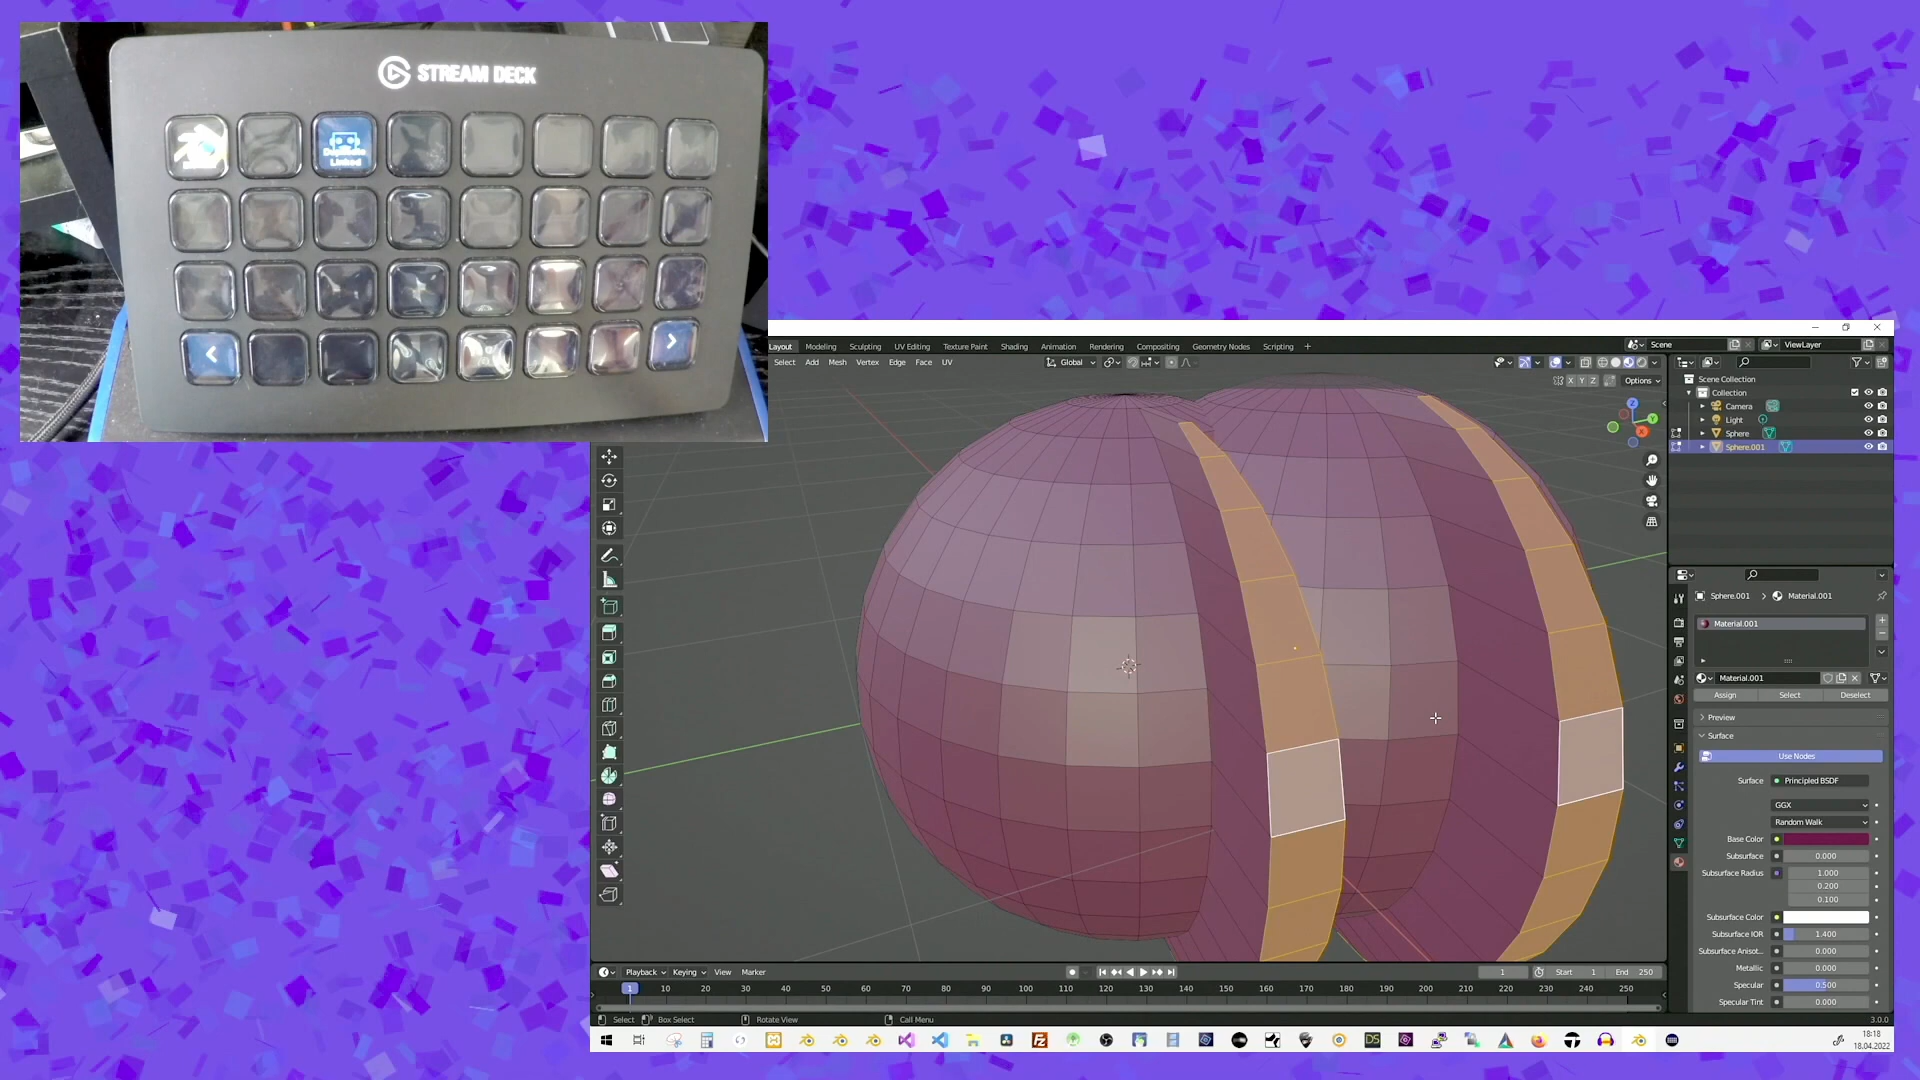 STREAM DECK
Linked
Layout Modeling Sculpting UV Editing Texture Paint Shading Animation Rendering Compositing Geometry Nodes Scripting +
Scene
ViewLayer
Select Add Mesh Vertex Edge Face UV
Global
X Y Z
Options
Scene Collection
Collection
Camera
Light
Sphere
Sphere.001
Z
Y
X
Sphere.001 > Material.001
Material.001
Material.001
Assign Select Deselect
Preview
Surface
Use Nodes
Surface Principled BSDF
GGX
Random Walk
Base Color
Subsurface 0.000
Subsurface Radius 1.000
0.200
0.100
Subsurface Color
Subsurface IOR 1.400
Subsurface Anisot... 0.000
Metallic 0.000
Specular 0.500
Specular Tint 0.000
Playback Keying View Marker
1 Start 1 End 250
1 10 20 30 40 50 60 70 80 90 100 110 120 130 140 150 160 170 180 190 200 210 220 230 240 250
Select Box Select Rotate View Call Menu
3.0.0
FZ
DS
18:18
18.04.2022